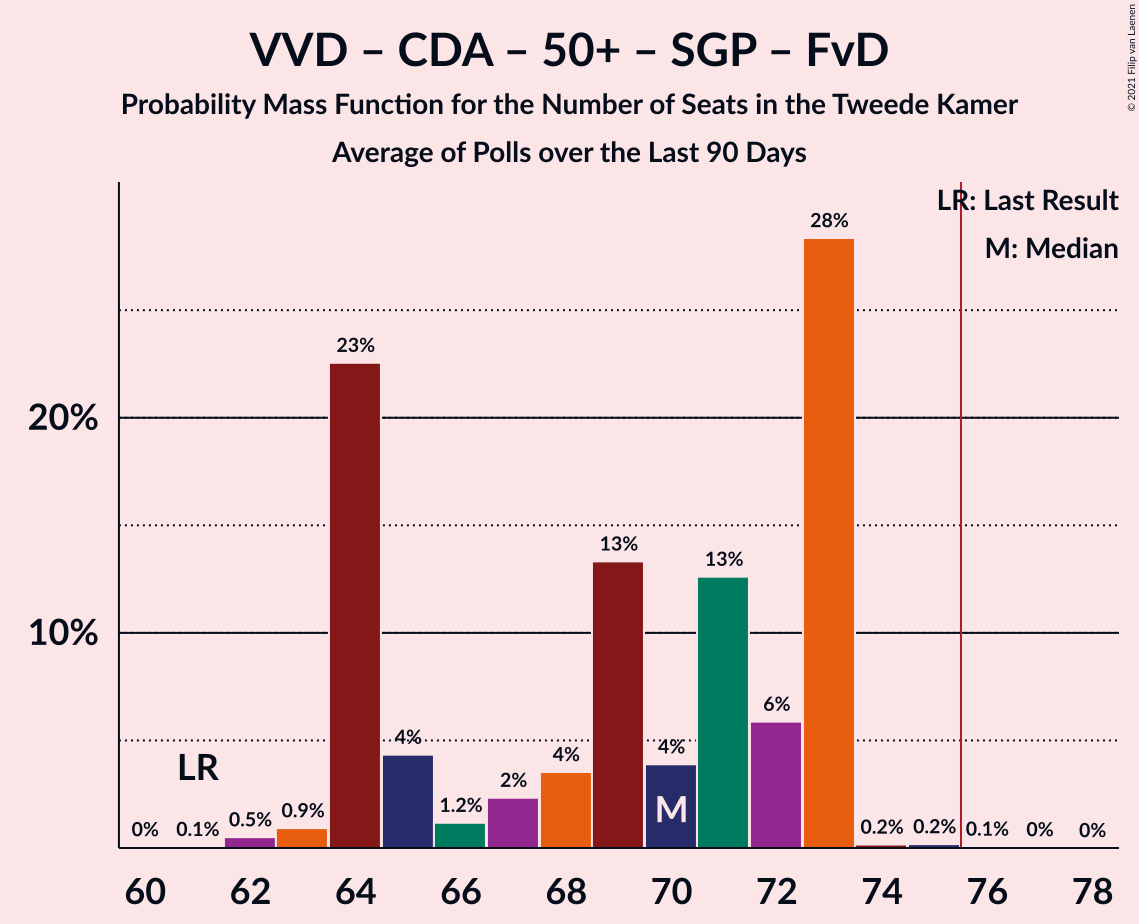 VVD – CDA – 50+ – SGP – FvD
Probability Mass Function for the Number of Seats in the Tweede Kamer
Average of Polls over the Last 90 Days
© 2021 Filip van Laenen
LR: Last Result
M: Median
28%
23%
20%
13%
13%
10%
6%
4%
4%
4%
LR
2%
M
0%
0.1%
0.5%
0.9%
1.2%
0.2%
0.2%
0.1%
0%
0%
60 62 64 66 68 70 72 74 76 78